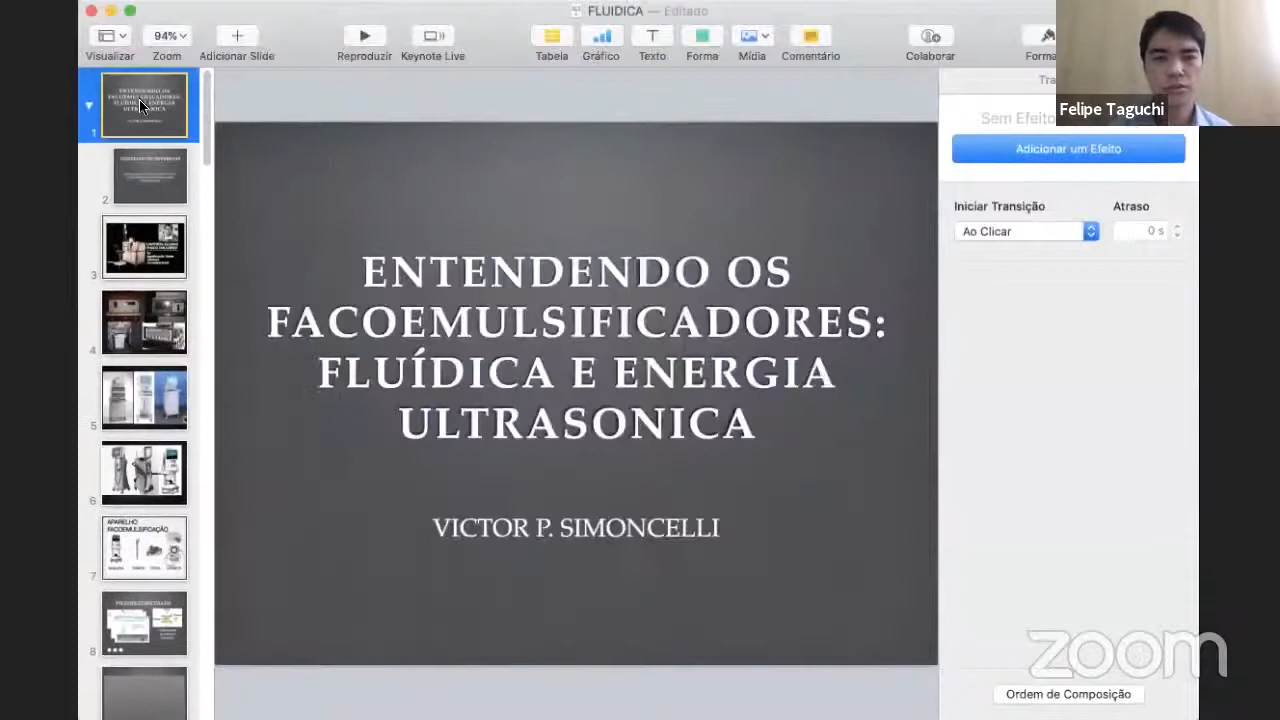 FLUIDICA — Editado
94%
Visualizar
Zoom
Adicionar Slide
Reproduzir
Keynote Live
Tabela
Gráfico
Texto
Forma
Mídia
Comentário
Colaborar
Forma
Felipe Taguchi
Sem Efeito
Adicionar um Efeito
Iniciar Transição
Atraso
Ao Clicar
0 s
ENTENDENDO OS
FACOEMULSIFICADORES:
FLUÍDICA E ENERGIA
ULTRASONICA
VICTOR P. SIMONCELLI
1
2
3
4
5
6
APARELHO
FACOEMULSIFICAÇÃO
7
8
zoom
Ordem de Composição